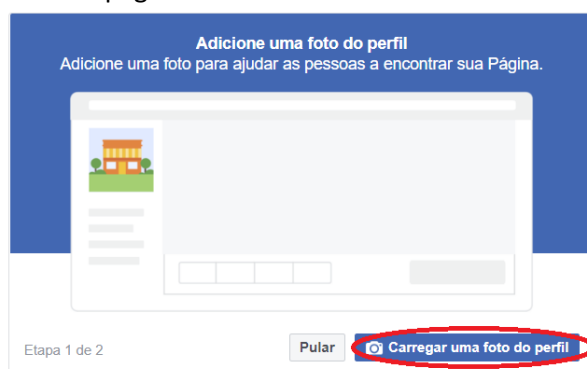 Adicione uma foto do perfil
Adicione uma foto para ajudar as pessoas a encontrar sua Página.
Etapa 1 de 2
Pular
Carregar uma foto do perfil